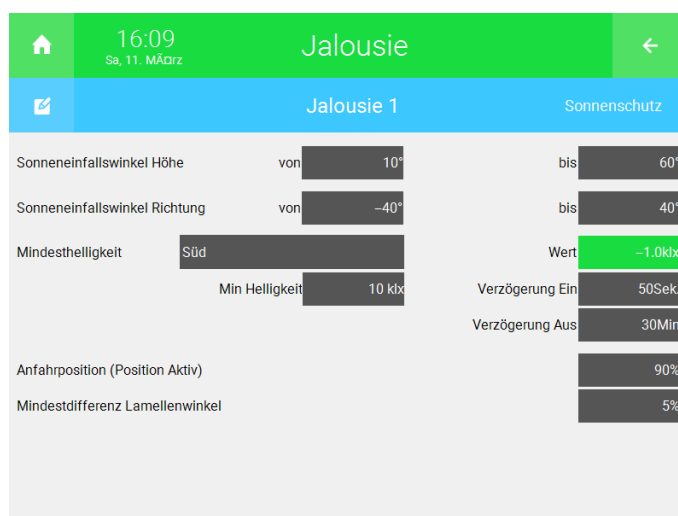 16:09
Sa, 11. MÃ¤rz
Jalousie
Jalousie 1
Sonnenschutz
Sonneneinfallswinkel Höhe von 10° bis 60°
Sonneneinfallswinkel Richtung von –40° bis 40°
Mindesthelligkeit Süd Wert –1.0klx
Min Helligkeit 10 klx Verzögerung Ein 50Sek.
Verzögerung Aus 30Min
Anfahrposition (Position Aktiv) 90%
Mindestdifferenz Lamellenwinkel 5%